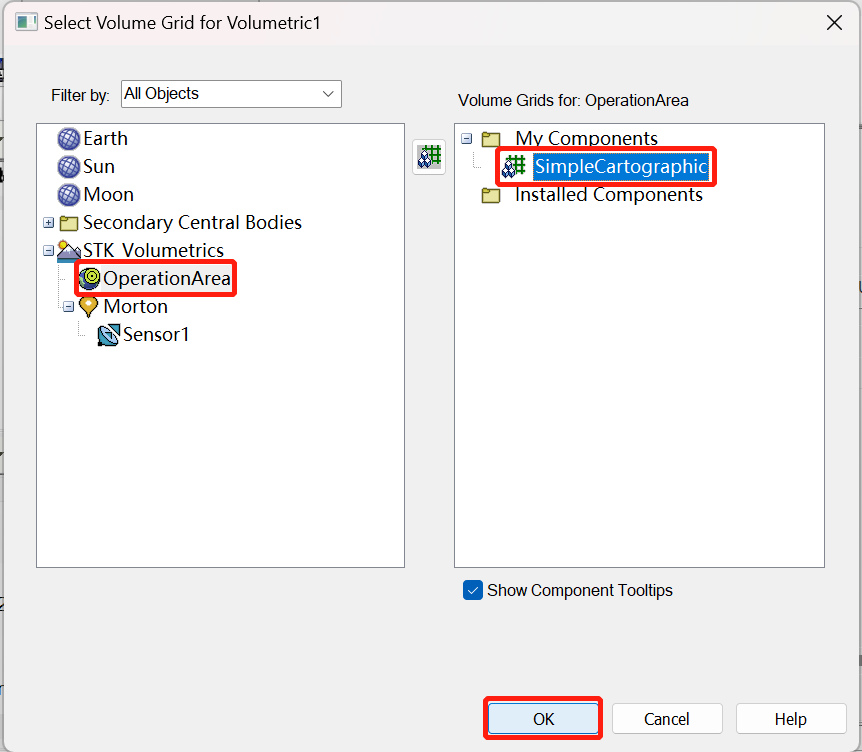 Select Volume Grid for Volumetric1
Filter by:
All Objects
Earth
Sun
Moon
Secondary Central Bodies
STK_Volumetrics
OperationArea
Morton
Sensor1
Volume Grids for: OperationArea
My Components
SimpleCartographic
Installed Components
Show Component Tooltips
OK
Cancel
Help